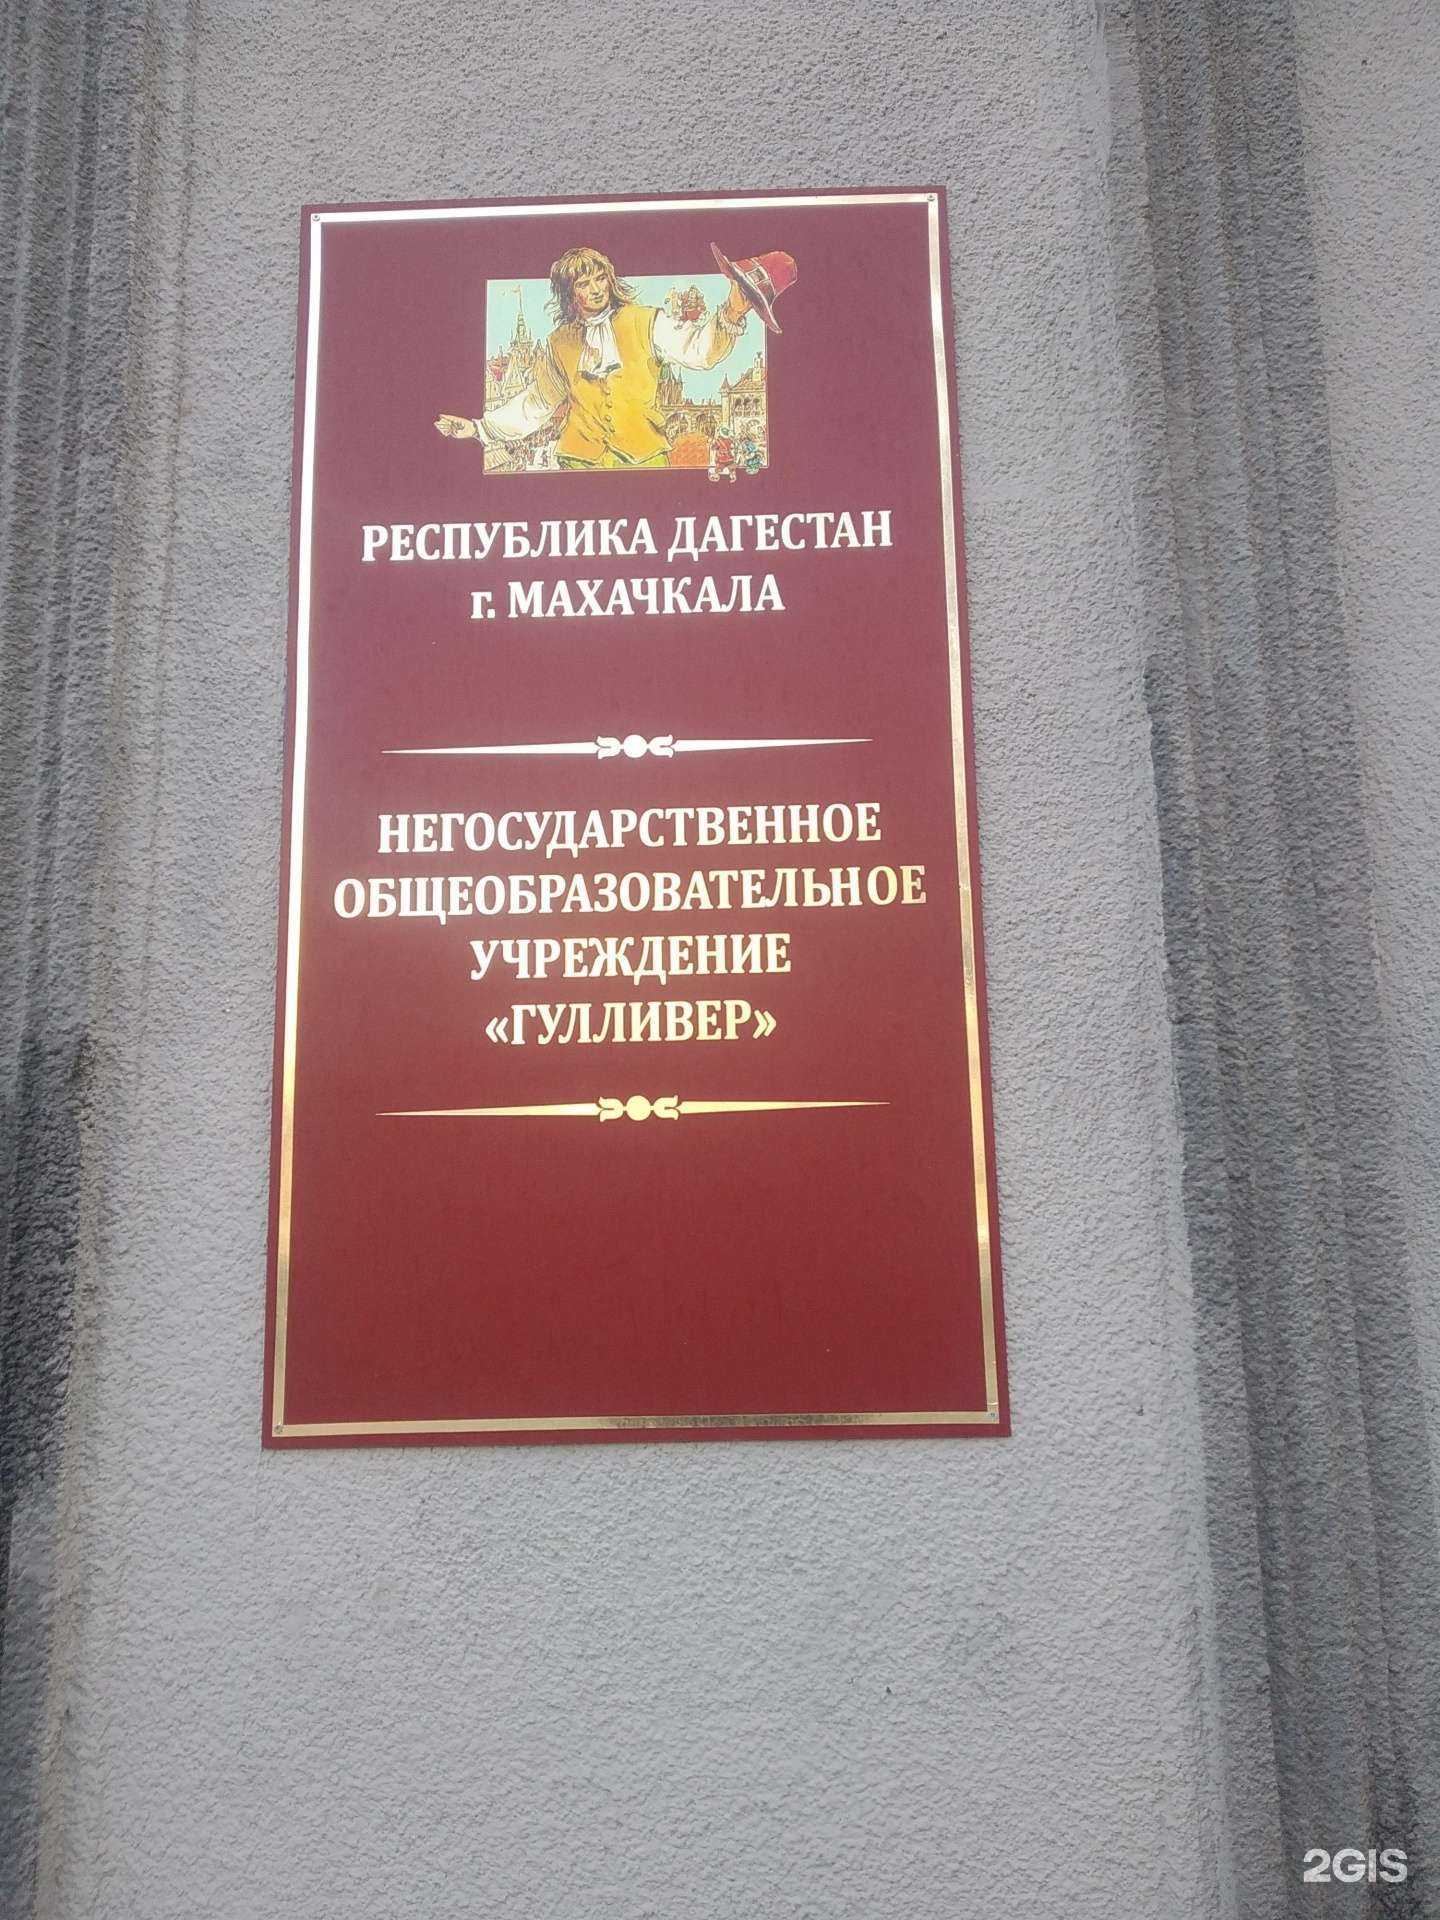 РЕСПУБЛИКА ДАГЕСТАН
г. МАХАЧКАЛА
НЕГОСУДАРСТВЕННОЕ
ОБЩЕОБРАЗОВАТЕЛЬНОЕ
УЧРЕЖДЕНИЕ
«ГУЛЛИВЕР»
2GIS